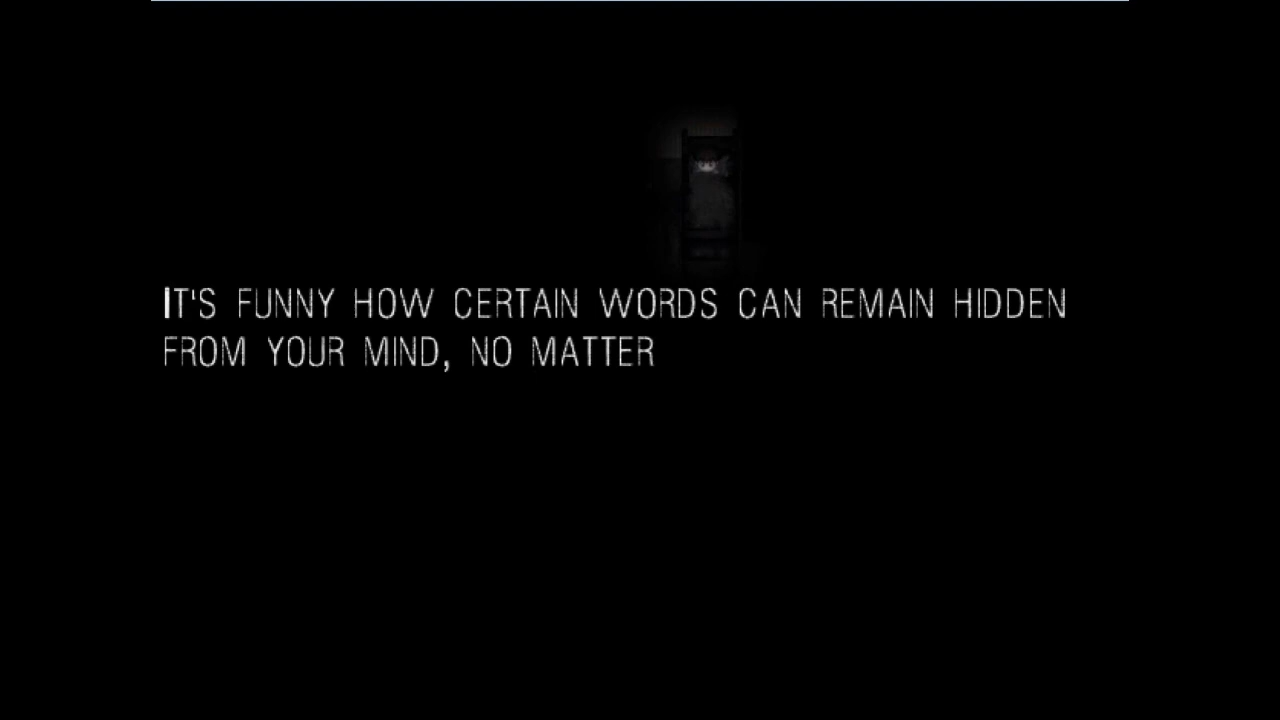 IT'S FUNNY HOW CERTAIN WORDS CAN REMAIN HIDDEN
FROM YOUR MIND, NO MATTER